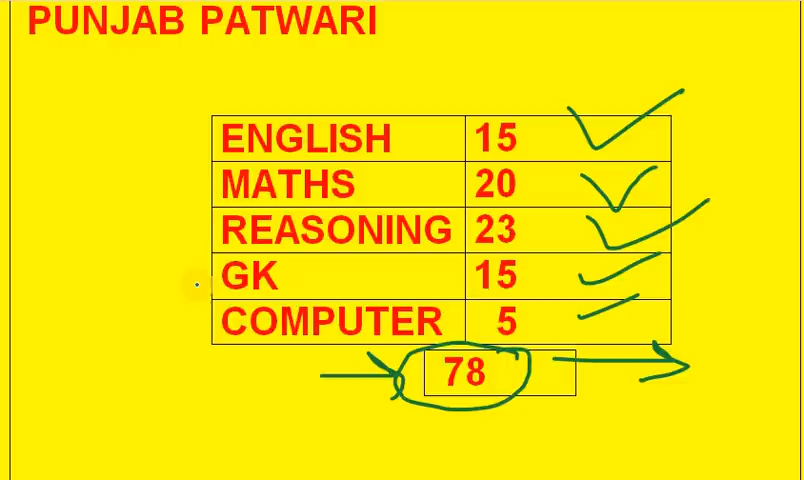 PUNJAB PATWARI
ENGLISH 15
MATHS 20
REASONING 23
GK 15
COMPUTER 5
78